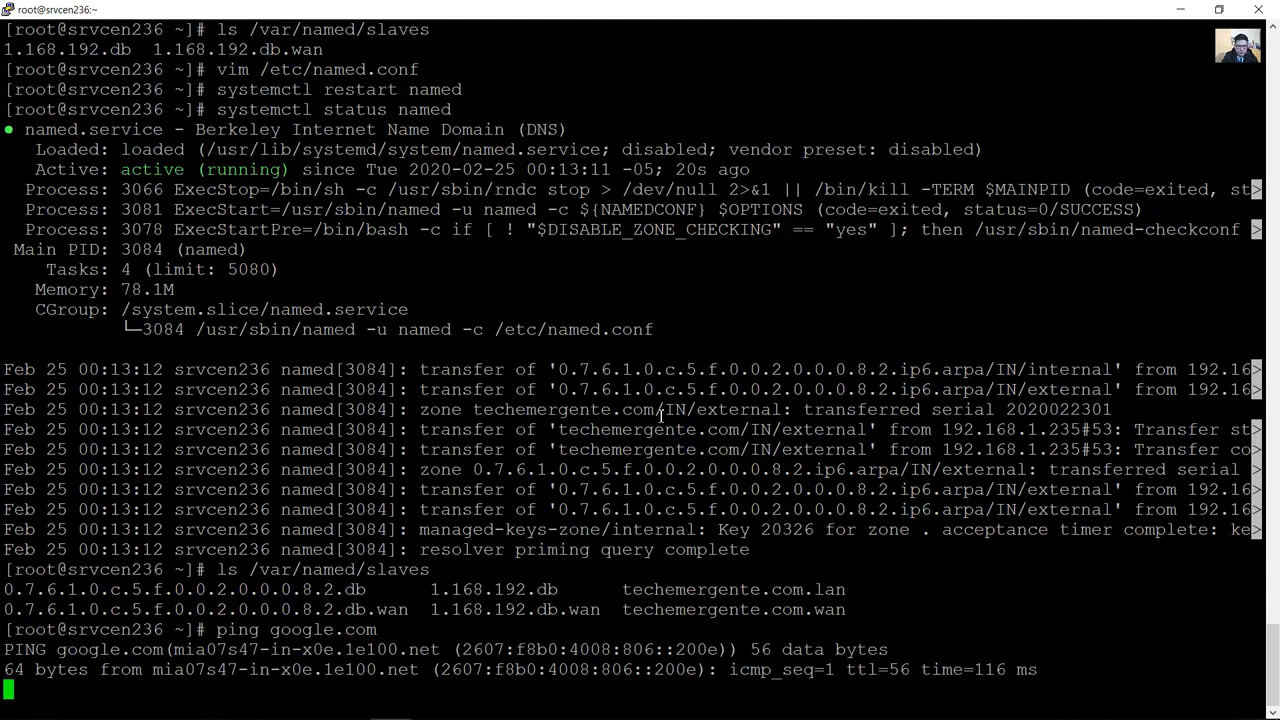 root@srvcen236:~
[root@srvcen236 ~]# ls /var/named/slaves
1.168.192.db  1.168.192.db.wan
[root@srvcen236 ~]# vim /etc/named.conf
[root@srvcen236 ~]# systemctl restart named
[root@srvcen236 ~]# systemctl status named
● named.service - Berkeley Internet Name Domain (DNS)
   Loaded: loaded (/usr/lib/systemd/system/named.service; disabled; vendor preset: disabled)
   Active: active (running) since Tue 2020-02-25 00:13:11 -05; 20s ago
  Process: 3066 ExecStop=/bin/sh -c /usr/sbin/rndc stop > /dev/null 2>&1 || /bin/kill -TERM $MAINPID (code=exited, st>
  Process: 3081 ExecStart=/usr/sbin/named -u named -c ${NAMEDCONF} $OPTIONS (code=exited, status=0/SUCCESS)
  Process: 3078 ExecStartPre=/bin/bash -c if [ ! "$DISABLE_ZONE_CHECKING" == "yes" ]; then /usr/sbin/named-checkconf >
 Main PID: 3084 (named)
    Tasks: 4 (limit: 5080)
   Memory: 78.1M
   CGroup: /system.slice/named.service
           └─3084 /usr/sbin/named -u named -c /etc/named.conf
Feb 25 00:13:12 srvcen236 named[3084]: transfer of '0.7.6.1.0.c.5.f.0.0.2.0.0.0.8.2.ip6.arpa/IN/internal' from 192.16>
Feb 25 00:13:12 srvcen236 named[3084]: transfer of '0.7.6.1.0.c.5.f.0.0.2.0.0.0.8.2.ip6.arpa/IN/external' from 192.16>
Feb 25 00:13:12 srvcen236 named[3084]: zone techemergente.com/IN/external: transferred serial 2020022301
Feb 25 00:13:12 srvcen236 named[3084]: transfer of 'techemergente.com/IN/external' from 192.168.1.235#53: Transfer st>
Feb 25 00:13:12 srvcen236 named[3084]: transfer of 'techemergente.com/IN/external' from 192.168.1.235#53: Transfer co>
Feb 25 00:13:12 srvcen236 named[3084]: zone 0.7.6.1.0.c.5.f.0.0.2.0.0.0.8.2.ip6.arpa/IN/external: transferred serial >
Feb 25 00:13:12 srvcen236 named[3084]: transfer of '0.7.6.1.0.c.5.f.0.0.2.0.0.0.8.2.ip6.arpa/IN/external' from 192.16>
Feb 25 00:13:12 srvcen236 named[3084]: transfer of '0.7.6.1.0.c.5.f.0.0.2.0.0.0.8.2.ip6.arpa/IN/external' from 192.16>
Feb 25 00:13:12 srvcen236 named[3084]: managed-keys-zone/internal: Key 20326 for zone . acceptance timer complete: ke>
Feb 25 00:13:12 srvcen236 named[3084]: resolver priming query complete
[root@srvcen236 ~]# ls /var/named/slaves
0.7.6.1.0.c.5.f.0.0.2.0.0.0.8.2.db      1.168.192.db      techemergente.com.lan
0.7.6.1.0.c.5.f.0.0.2.0.0.0.8.2.db.wan  1.168.192.db.wan  techemergente.com.wan
[root@srvcen236 ~]# ping google.com
PING google.com(mia07s47-in-x0e.1e100.net (2607:f8b0:4008:806::200e)) 56 data bytes
64 bytes from mia07s47-in-x0e.1e100.net (2607:f8b0:4008:806::200e): icmp_seq=1 ttl=56 time=116 ms